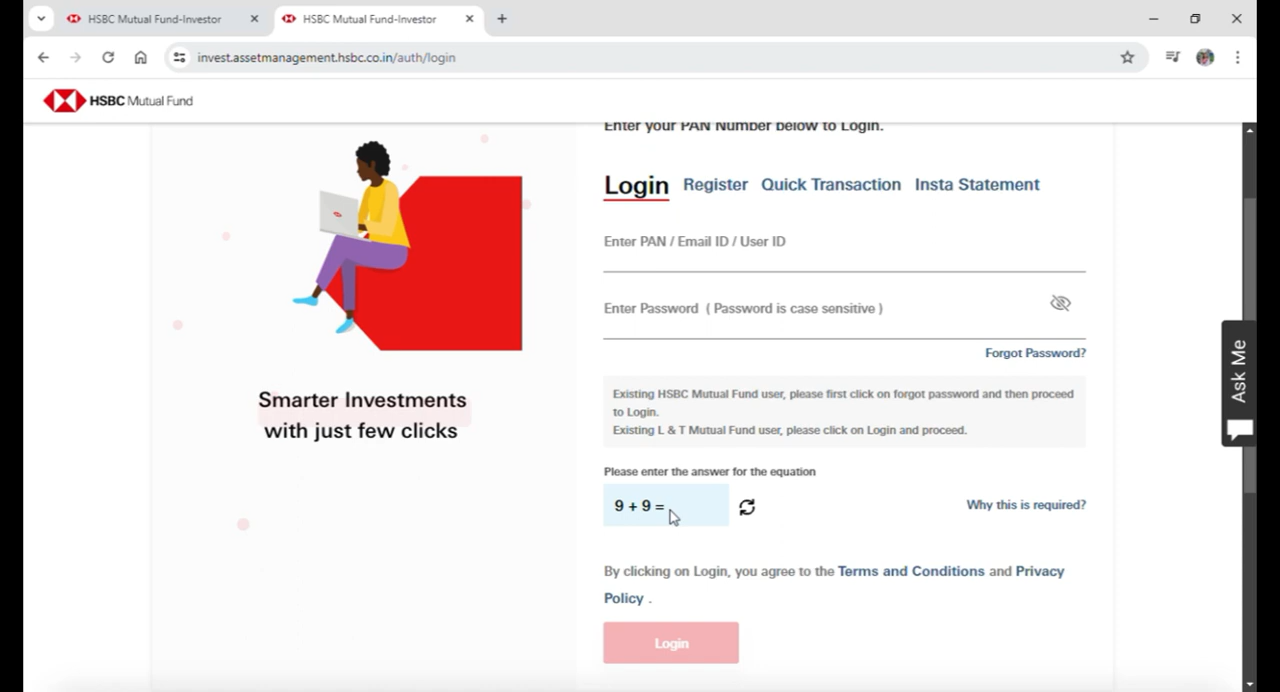 HSBC Mutual Fund-Investor
HSBC Mutual Fund-Investor
invest.assetmanagement.hsbc.co.in/auth/login
HSBC Mutual Fund
Enter your PAN Number below to Login.
Login Register Quick Transaction Insta Statement
Enter PAN / Email ID / User ID
Enter Password ( Password is case sensitive )
Forgot Password?
Existing HSBC Mutual Fund user, please first click on forgot password and then proceed
to Login.
Existing L & T Mutual Fund user, please click on Login and proceed.
Please enter the answer for the equation
9 + 9 =
Why this is required?
By clicking on Login, you agree to the Terms and Conditions and Privacy
Policy .
Login
Smarter Investments
with just few clicks
Ask Me